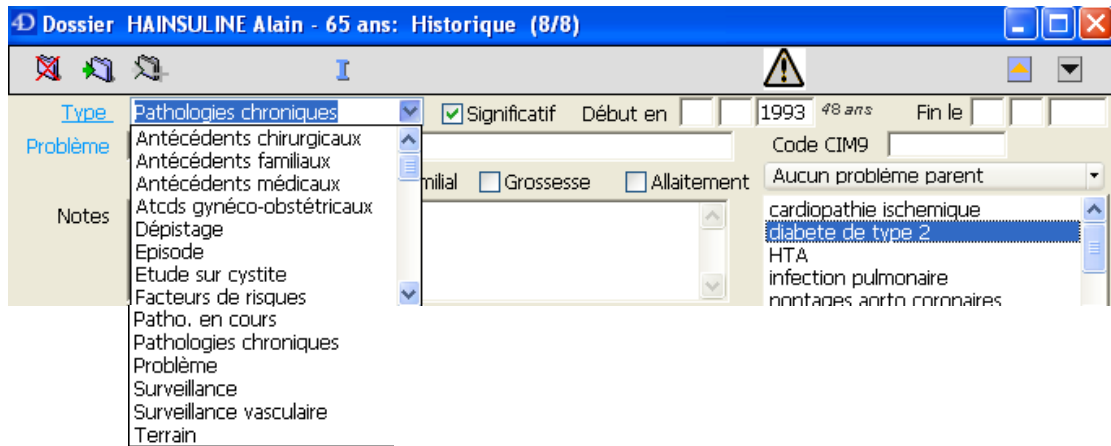 Dossier HAINSULINE Alain - 65 ans: Historique (8/8)
Type Pathologies chroniques Significatif Début en 1993 48 ans Fin le
Problème Code CIM9
Grossesse Allaitement Aucun problème parent
Notes
Antécédents chirurgicaux
Antécédents familiaux
Antécédents médicaux
Atcds gynéco-obstétricaux
Dépistage
Episode
Etude sur cystite
Facteurs de risques
Patho. en cours
Pathologies chroniques
Problème
Surveillance
Surveillance vasculaire
Terrain
cardiopathie ischemique
diabete de type 2
HTA
infection pulmonaire
pontages aorto coronaires